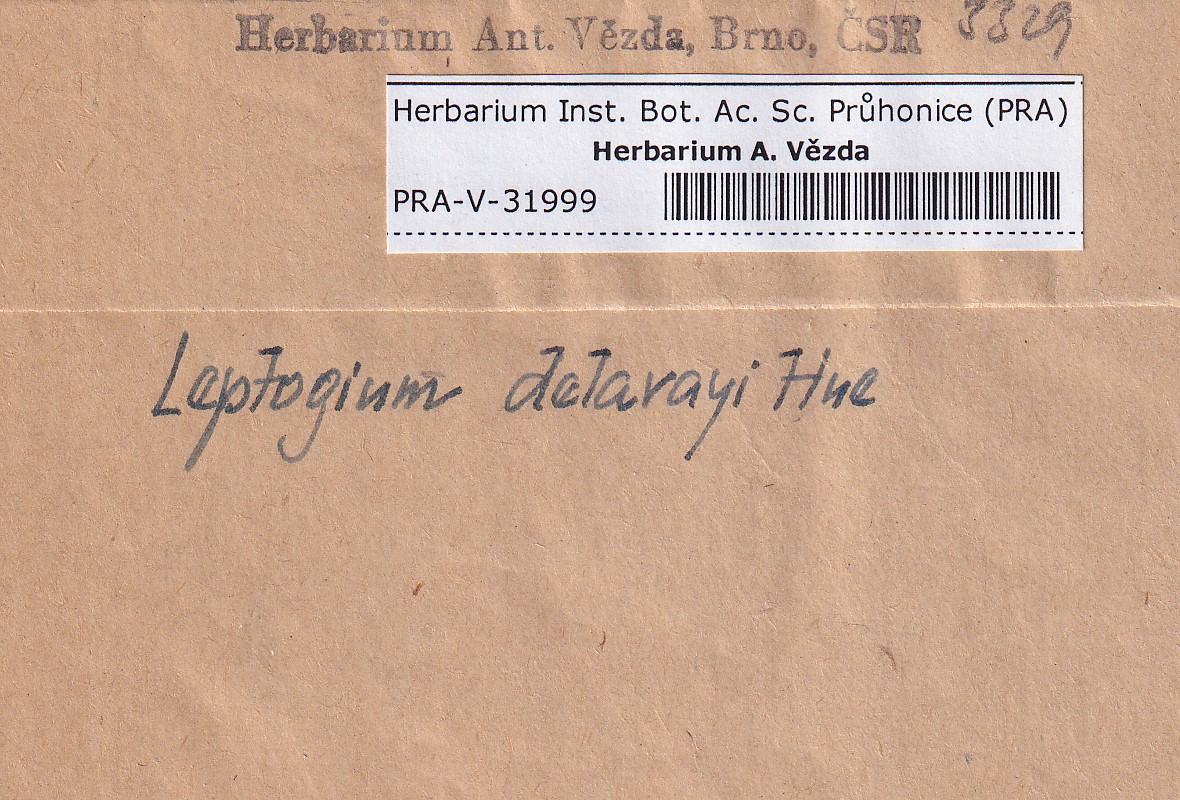 Herbarium Ant. Vězda, Brno, ČSR 3329
Herbarium Inst. Bot. Ac. Sc. Průhonice (PRA)
Herbarium A. Vězda
PRA-V-31999
Leptogium delavayi Hue